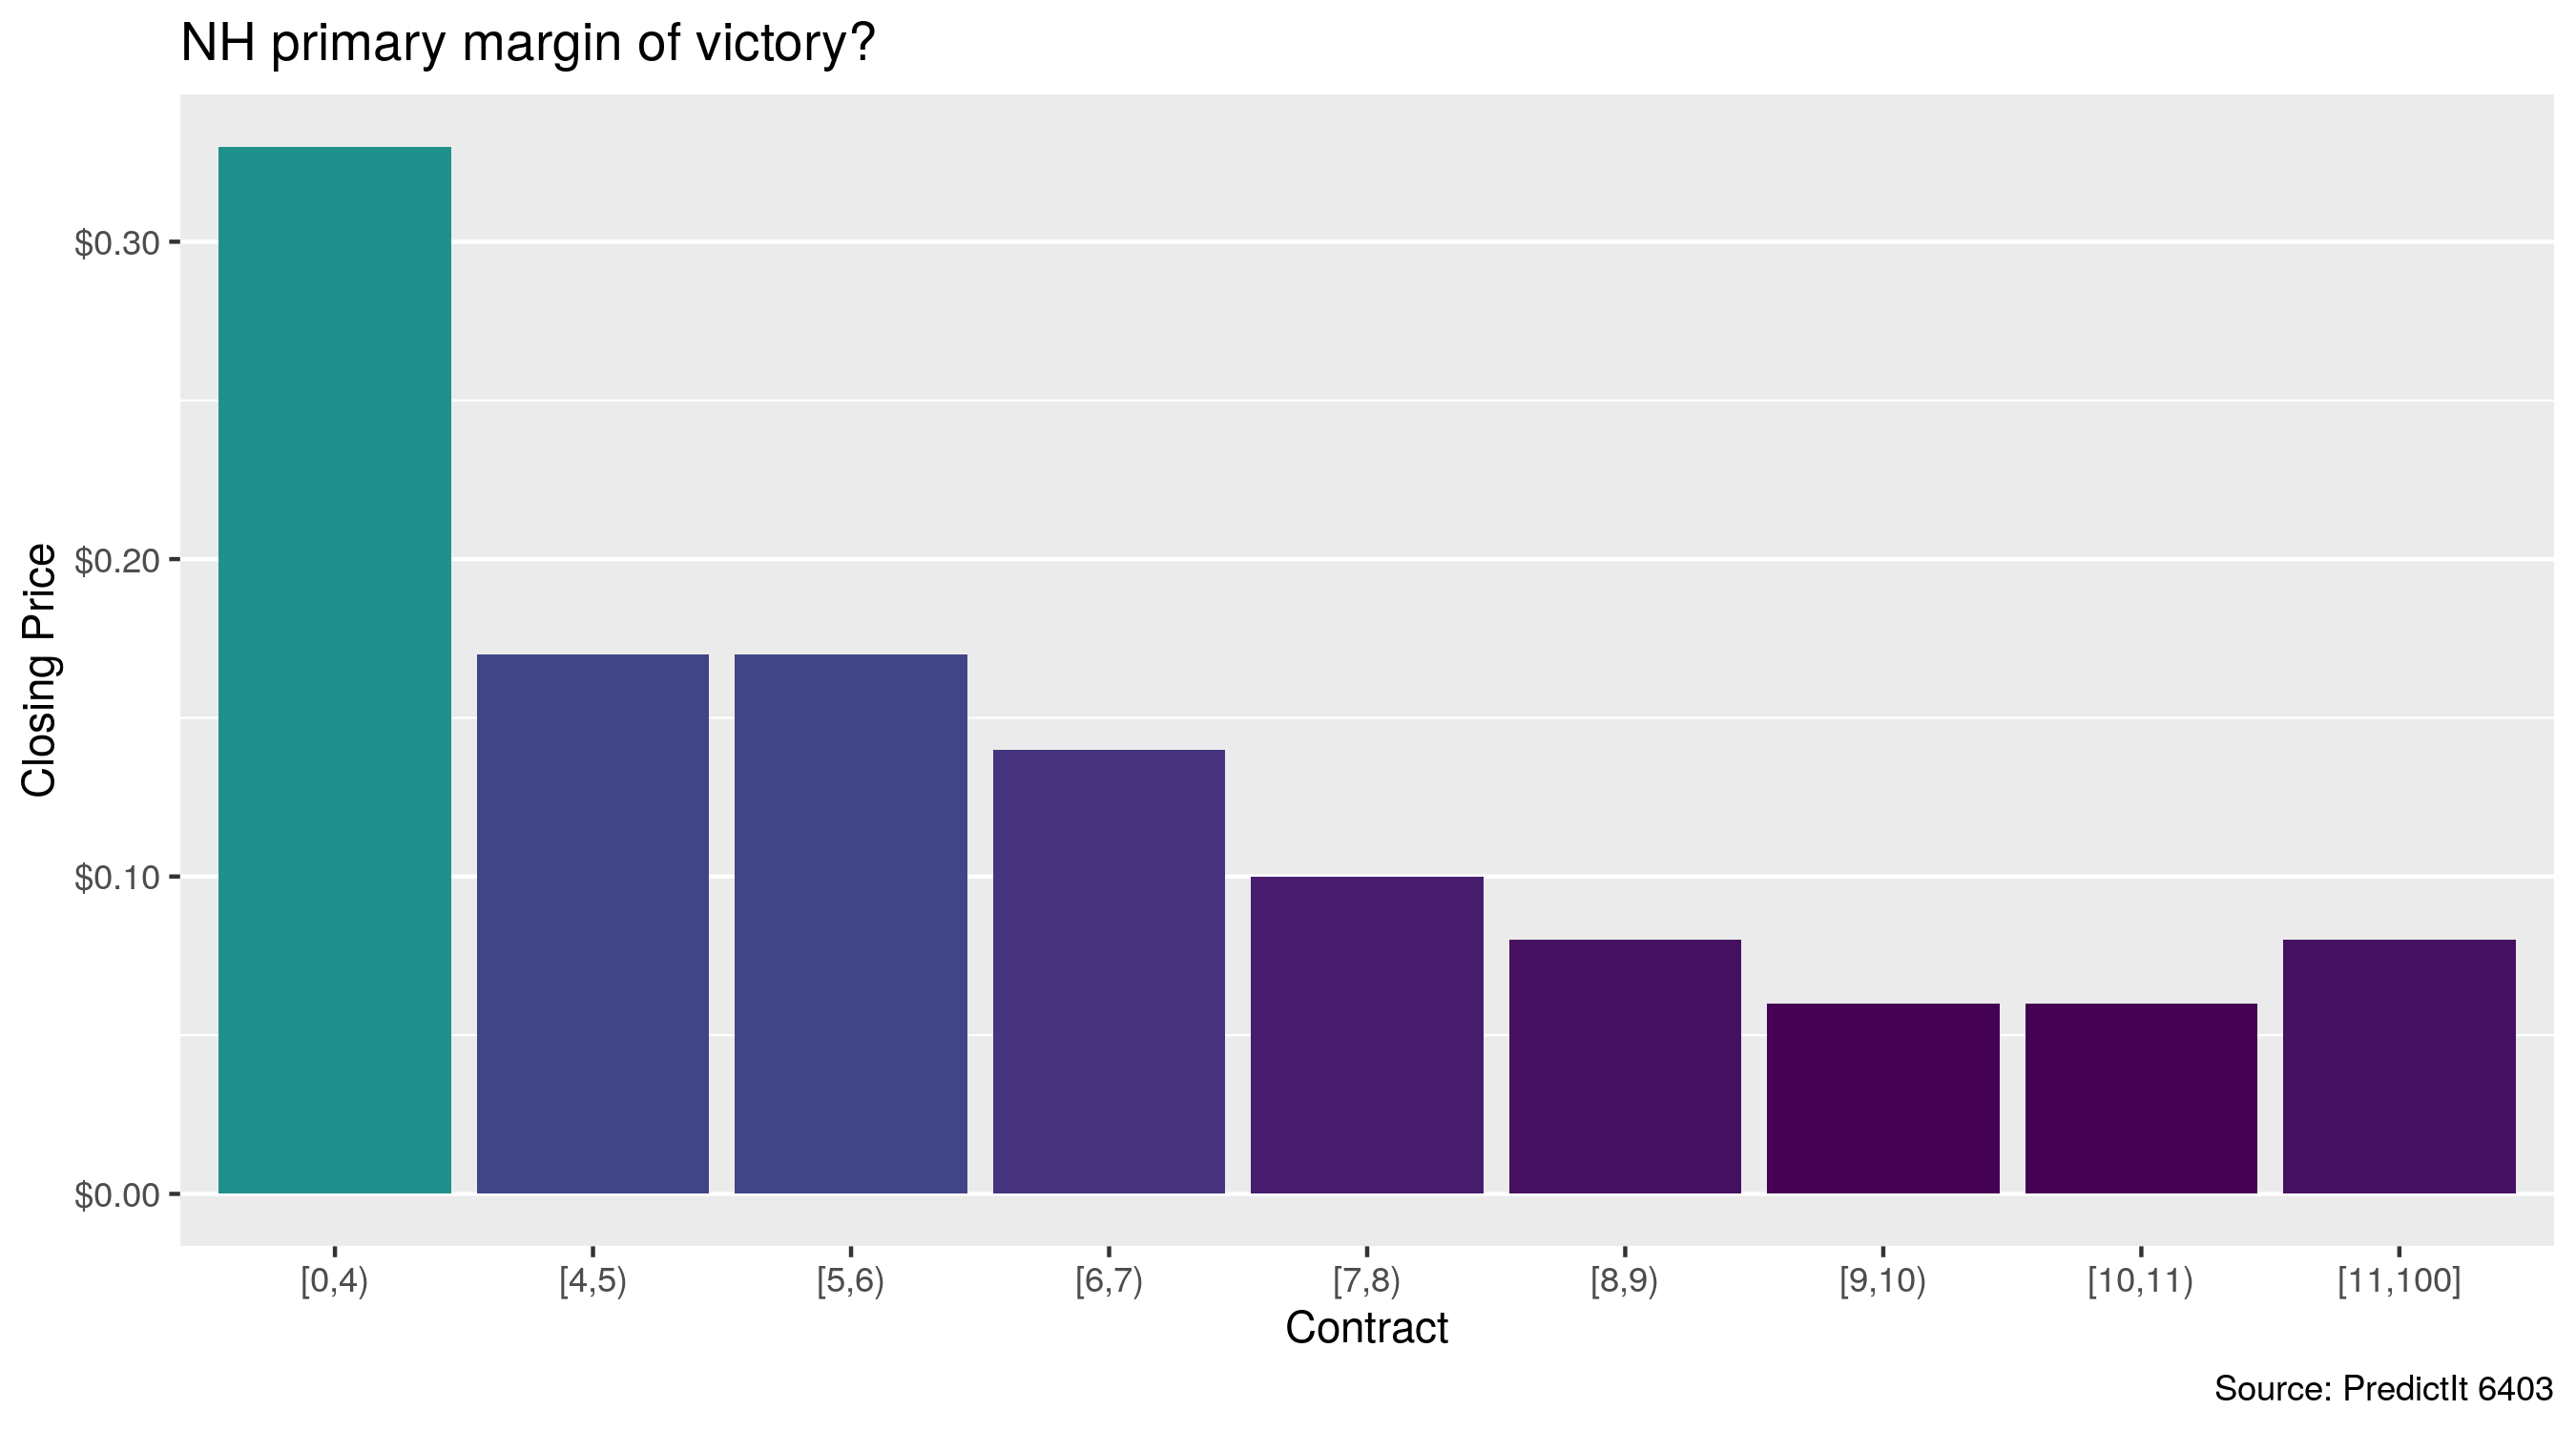 NH primary margin of victory?
Closing Price
$0.30
$0.20
$0.10
$0.00
[0,4) [4,5) [5,6) [6,7) [7,8) [8,9) [9,10) [10,11) [11,100]
Contract
Source: PredictIt 6403